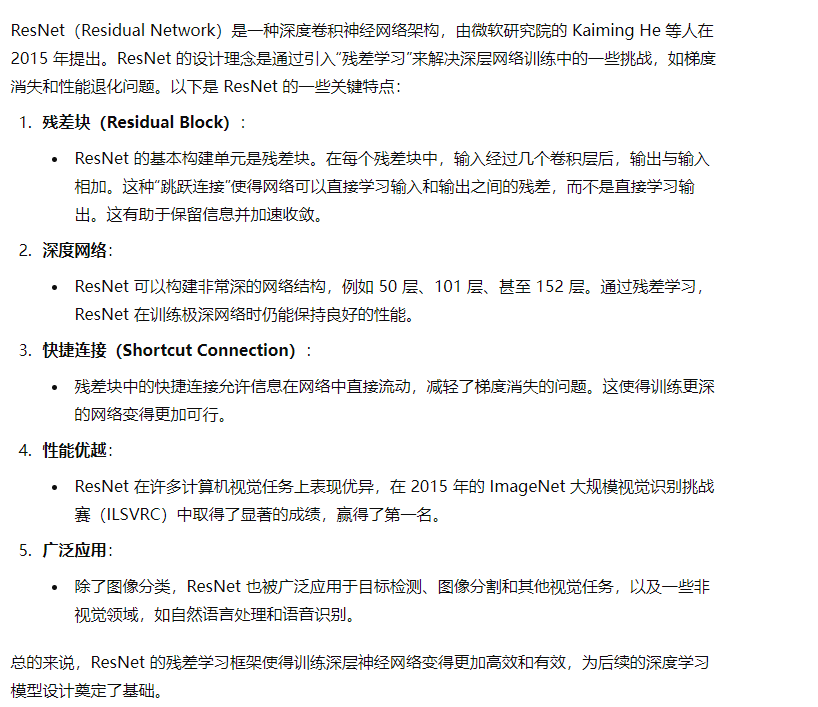 ResNet（Residual Network）是一种深度卷积神经网络架构，由微软研究院的 Kaiming He 等人在
2015 年提出。ResNet 的设计理念是通过引入“残差学习”来解决深层网络训练中的一些挑战，如梯度
消失和性能退化问题。以下是 ResNet 的一些关键特点：
1. 残差块（Residual Block）：
• ResNet 的基本构建单元是残差块。在每个残差块中，输入经过几个卷积层后，输出与输入
相加。这种“跳跃连接”使得网络可以直接学习输入和输出之间的残差，而不是直接学习输
出。这有助于保留信息并加速收敛。
2. 深度网络：
• ResNet 可以构建非常深的网络结构，例如 50 层、101 层、甚至 152 层。通过残差学习，
ResNet 在训练极深网络时仍能保持良好的性能。
3. 快捷连接（Shortcut Connection）：
• 残差块中的快捷连接允许信息在网络中直接流动，减轻了梯度消失的问题。这使得训练更深
的网络变得更加可行。
4. 性能优越：
• ResNet 在许多计算机视觉任务上表现优异，在 2015 年的 ImageNet 大规模视觉识别挑战
赛（ILSVRC）中取得了显著的成绩，赢得了第一名。
5. 广泛应用：
• 除了图像分类，ResNet 也被广泛应用于目标检测、图像分割和其他视觉任务，以及一些非
视觉领域，如自然语言处理和语音识别。
总的来说，ResNet 的残差学习框架使得训练深层神经网络变得更加高效和有效，为后续的深度学习
模型设计奠定了基础。